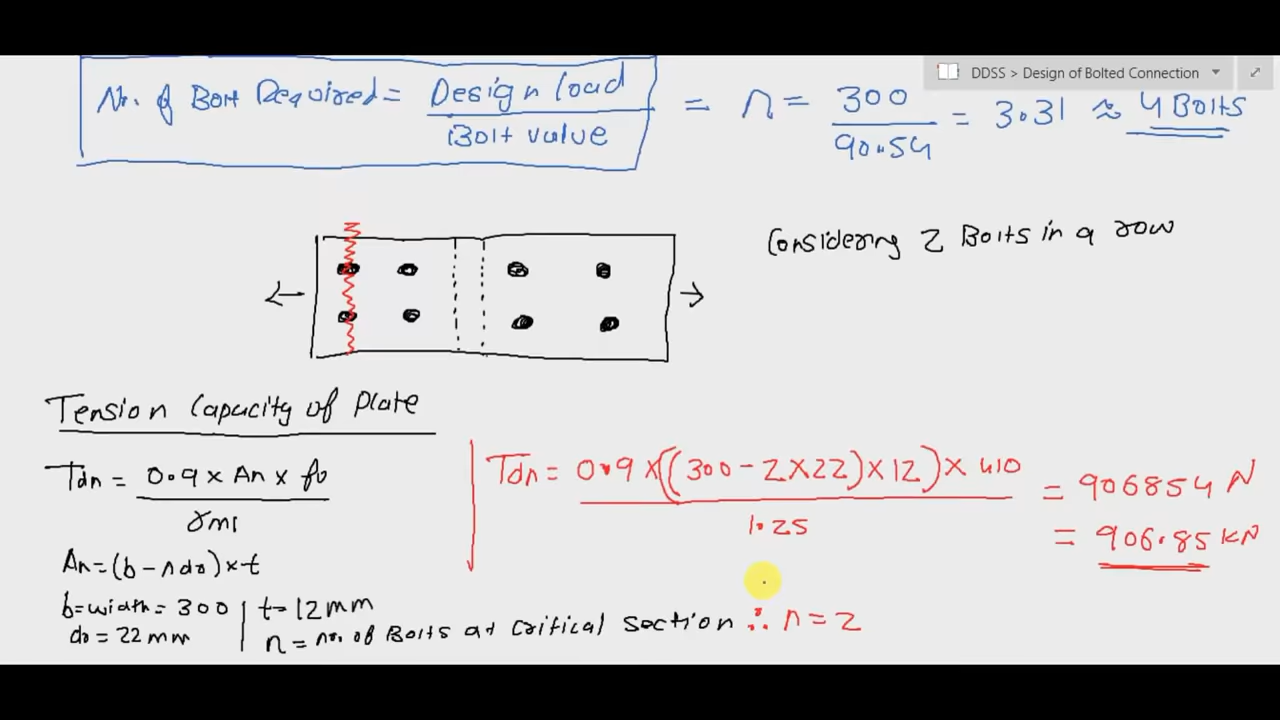 DDSS > Design of Bolted Connection
No. of Bolt Required = Design Load / Bolt value = n = 300 / 90.54 = 3.31 ≈ 4 Bolts
Considering 2 Bolts in a row
Tension Capacity of Plate
Tdn = 0.9 × An × fu / γm1
An = (b - n do) × t
b = width = 300
do = 22 mm
t = 12 mm
n = no. of Bolts at critical section ∴ n = 2
Tdn = 0.9 × ((300 - 2 × 22) × 12) × 410 / 1.25 = 906854 N
= 906.85 kN